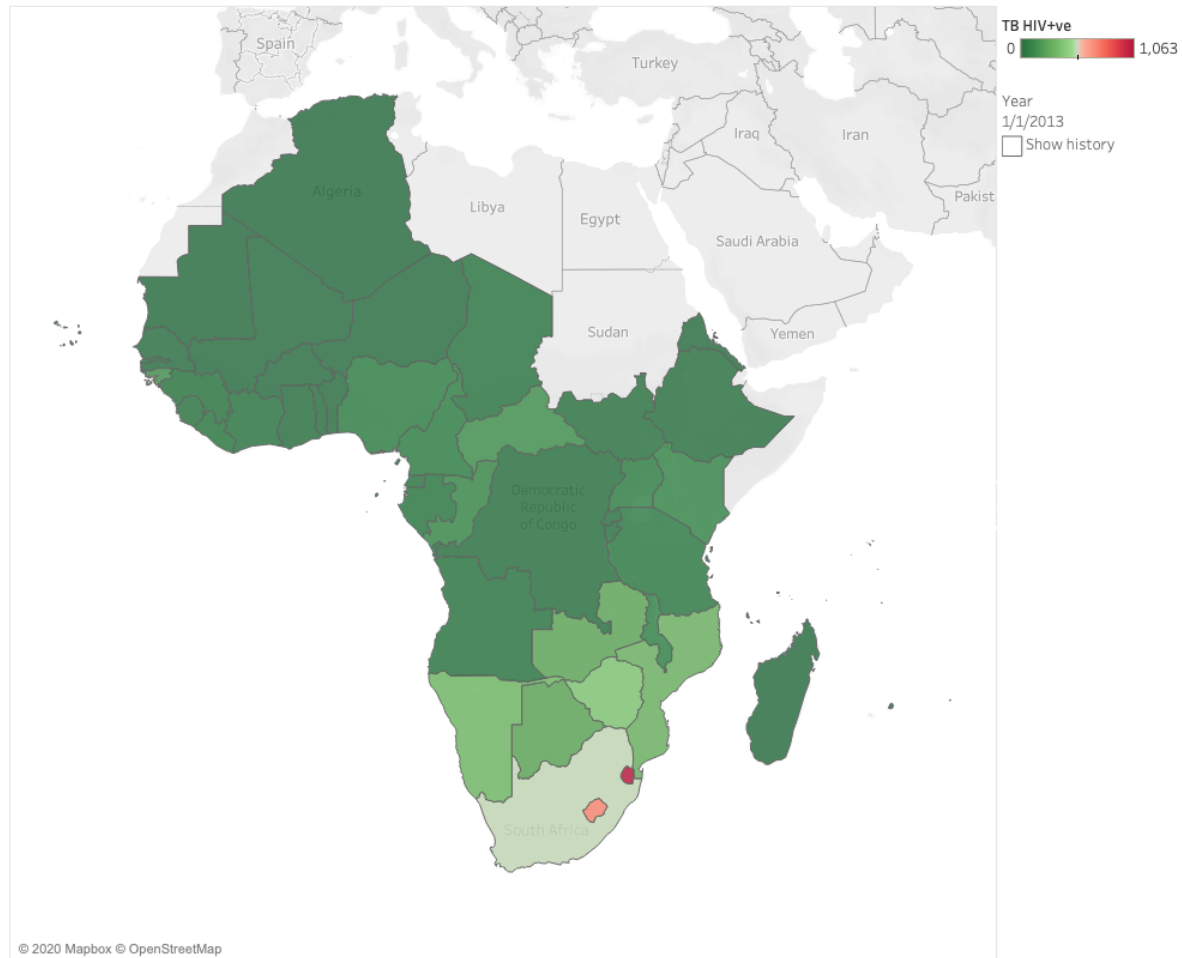 TB HIV+ve
0
1,063
Year
1/1/2013
Show history
Spain
Turkey
Iraq
Iran
Pakist
Algeria
Libya
Egypt
Saudi Arabia
Sudan
Yemen
Democratic
Republic
of Congo
South Africa
© 2020 Mapbox © OpenStreetMap